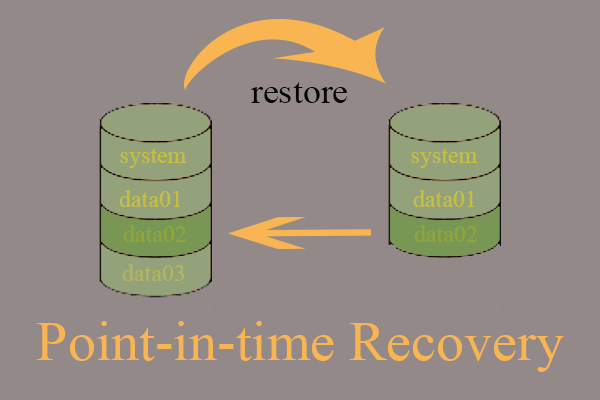 restore
system
data01
data02
data03
system
data01
data02
Point-in-time Recovery